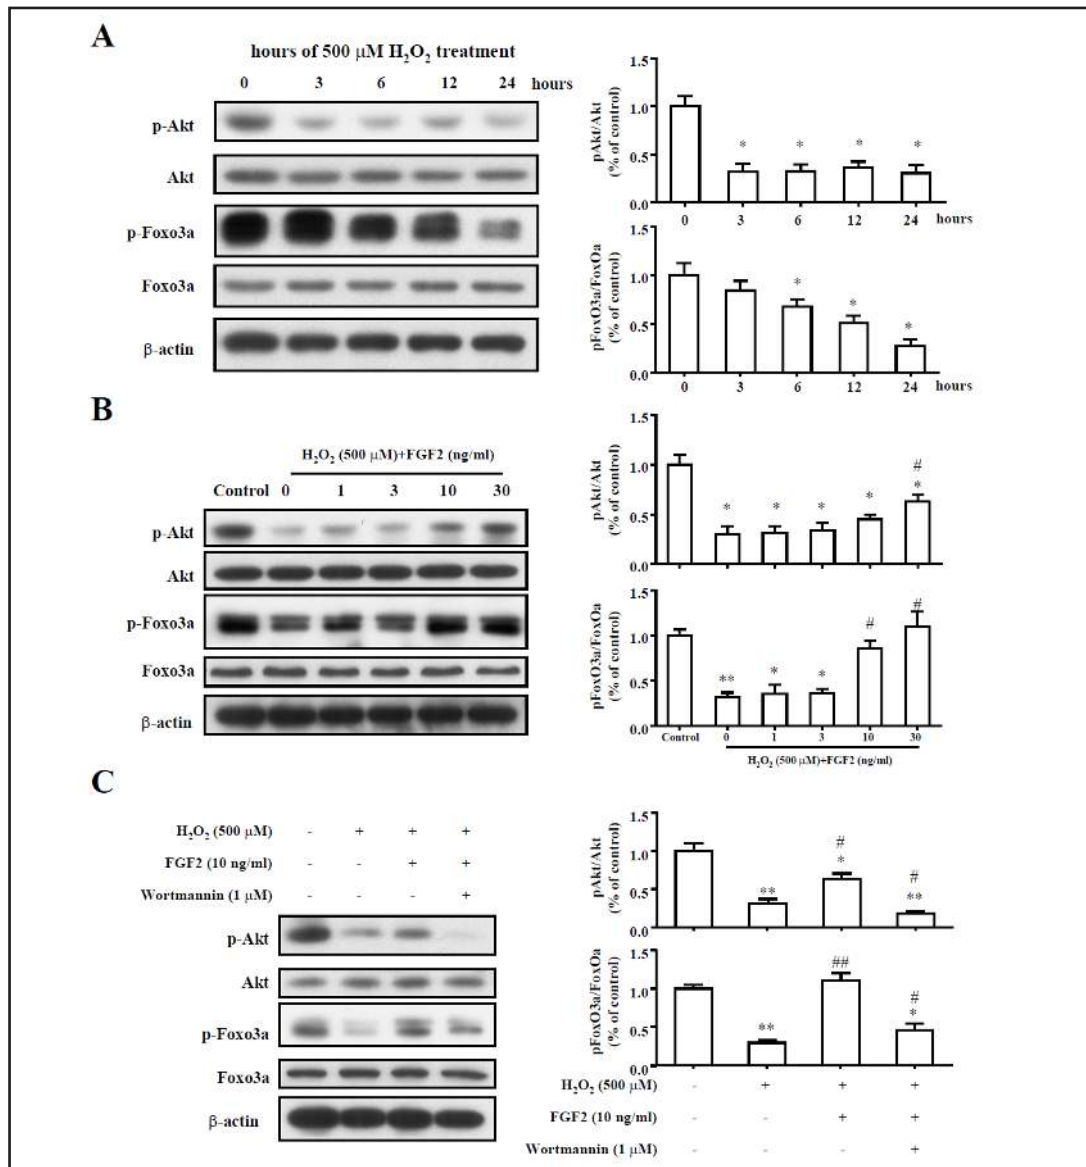 A
hours of 500 µM H₂O₂ treatment
0 3 6 12 24 hours
p-Akt
Akt
p-Foxo3a
Foxo3a
β-actin
pAkt/Akt
(% of control)
1.5
1.0
0.5
0.0
* * * *
0 3 6 12 24 hours
pFoxO3a/FoxOa
(% of control)
1.5
1.0
0.5
0.0
* * *
0 3 6 12 24 hours
B
H₂O₂ (500 µM)+FGF2 (ng/ml)
Control 0 1 3 10 30
p-Akt
Akt
p-Foxo3a
Foxo3a
β-actin
pAkt/Akt
(% of control)
1.5
1.0
0.5
0.0
#
* * * * *
pFoxO3a/FoxOa
(% of control)
1.5
1.0
0.5
0.0
** * * # #
Control 0 1 3 10 30
H₂O₂ (500 µM)+FGF2 (ng/ml)
C
H₂O₂ (500 µM) - + + +
FGF2 (10 ng/ml) - - + +
Wortmannin (1 µM) - - - +
p-Akt
Akt
p-Foxo3a
Foxo3a
β-actin
pAkt/Akt
(% of control)
1.5
1.0
0.5
0.0
# #
** * **
pFoxO3a/FoxOa
(% of control)
1.5
1.0
0.5
0.0
## #
** *
H₂O₂ (500 µM) - + + +
FGF2 (10 ng/ml) - - + +
Wortmannin (1 µM) - - - +